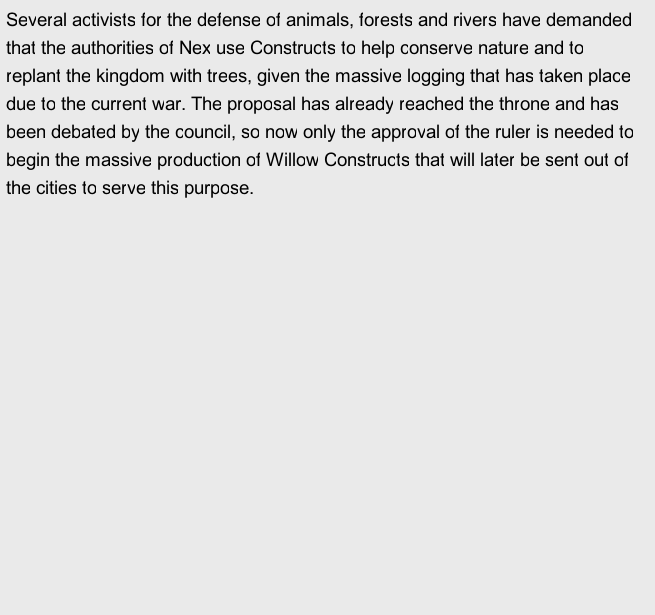 Several activists for the defense of animals, forests and rivers have demanded
that the authorities of Nex use Constructs to help conserve nature and to
replant the kingdom with trees, given the massive logging that has taken place
due to the current war. The proposal has already reached the throne and has
been debated by the council, so now only the approval of the ruler is needed to
begin the massive production of Willow Constructs that will later be sent out of
the cities to serve this purpose.